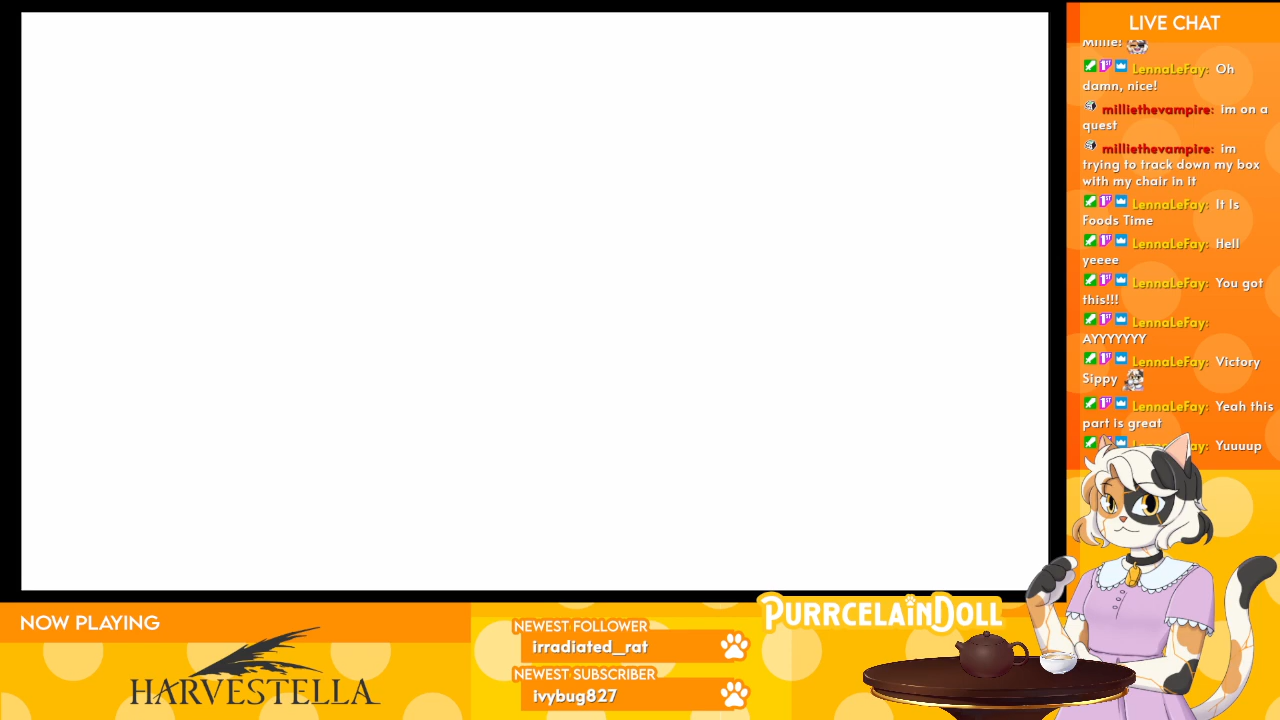 LIVE CHAT
Millie!
LennaLeFay: Oh
damn, nice!
milliethevampire: im on a
quest
milliethevampire: im
trying to track down my box
with my chair in it
LennaLeFay: It Is
Foods Time
LennaLeFay: Hell
yeeee
LennaLeFay: You got
this!!!
LennaLeFay:
AYYYYYYY
LennaLeFay: Victory
Sippy
LennaLeFay: Yeah this
part is great
LennaLeFay: Yuuuup
NOW PLAYING
HARVESTELLA
NEWEST FOLLOWER
irradiated_rat
NEWEST SUBSCRIBER
ivybug827
PURRCELAINDOLL